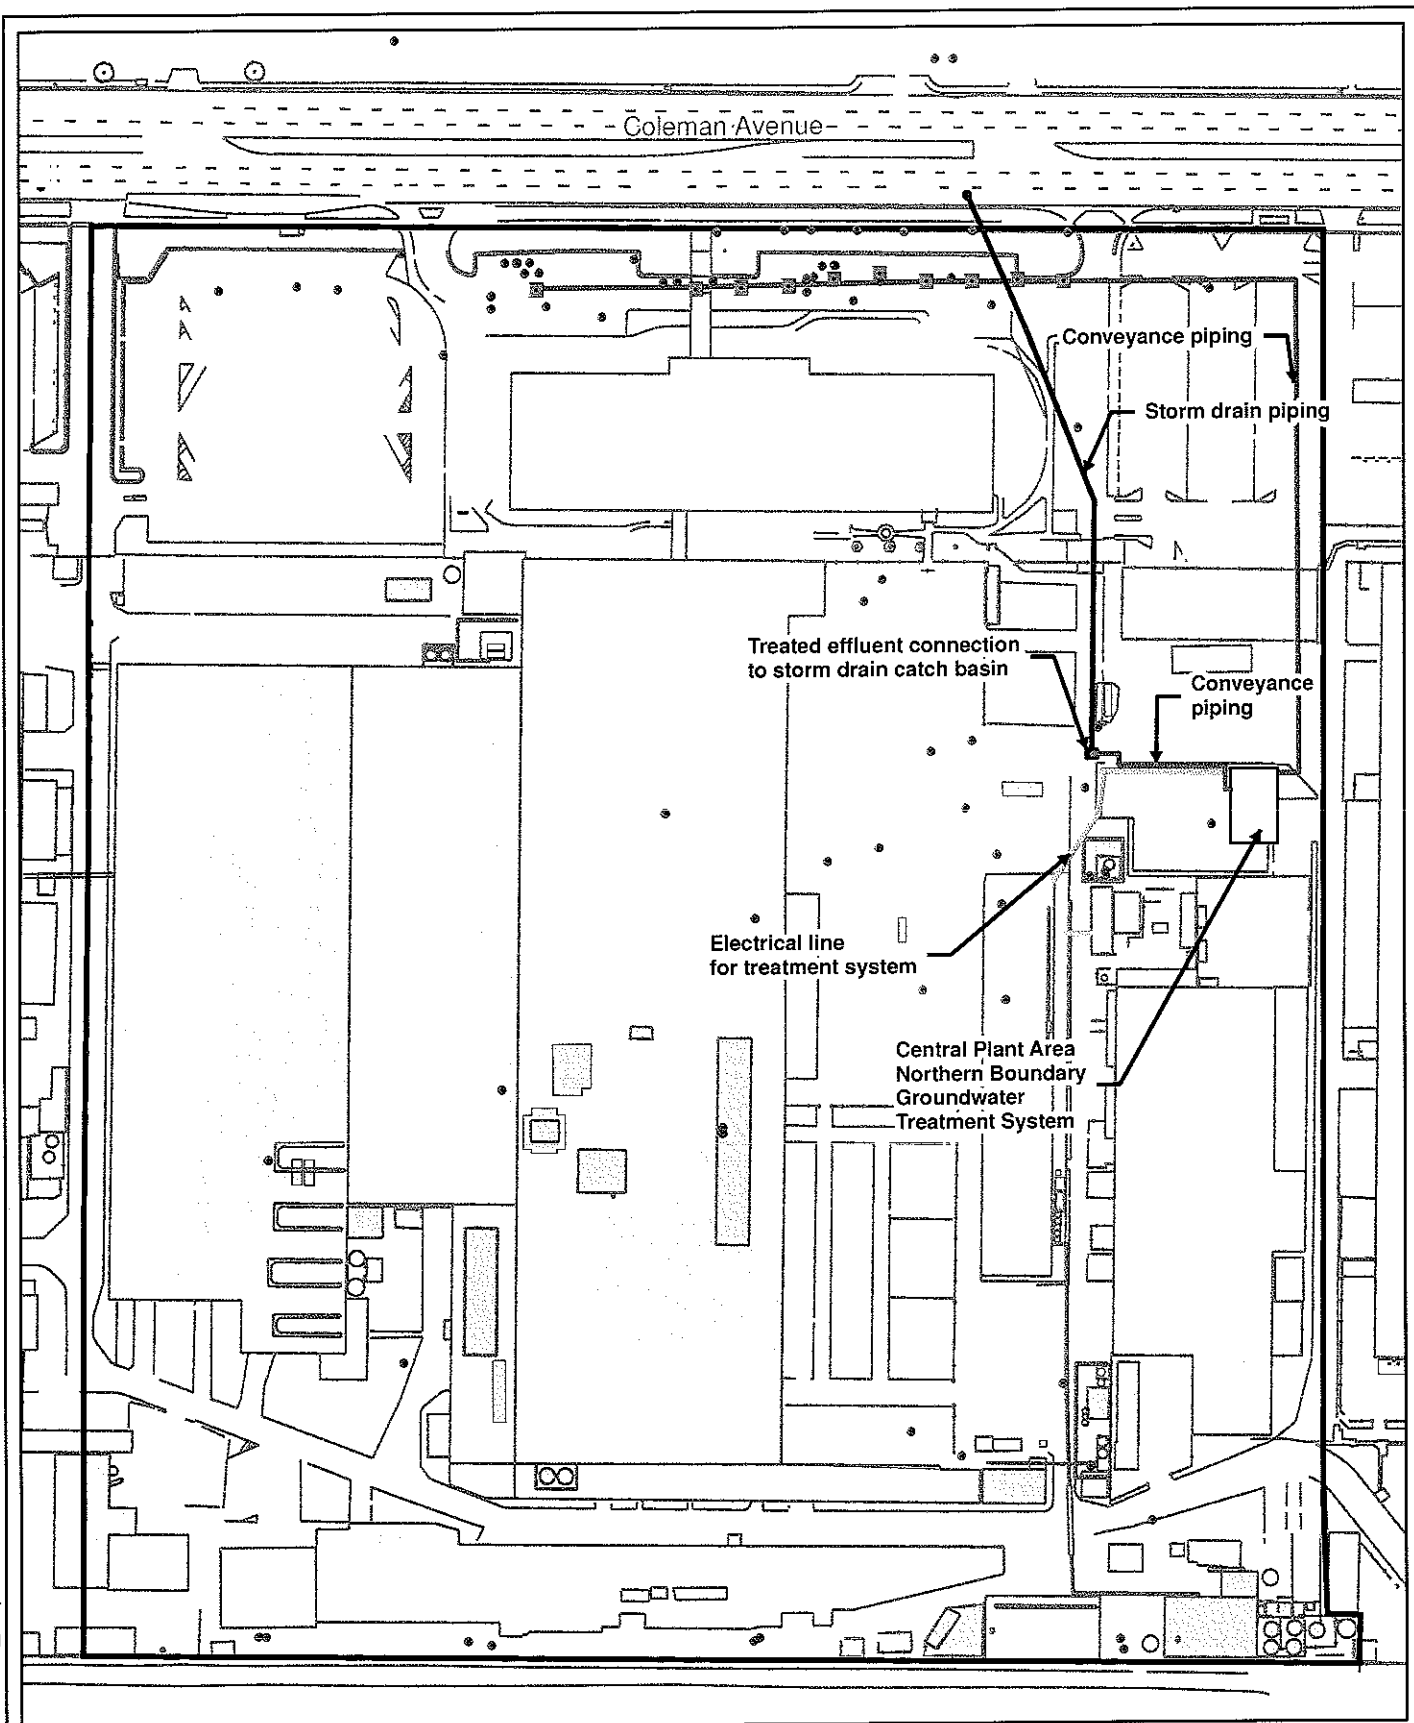 Coleman Avenue
Conveyance piping
Storm drain piping
Treated effluent connection
to storm drain catch basin
Conveyance
piping
Electrical line
for treatment system
Central Plant Area
Northern Boundary
Groundwater
Treatment System